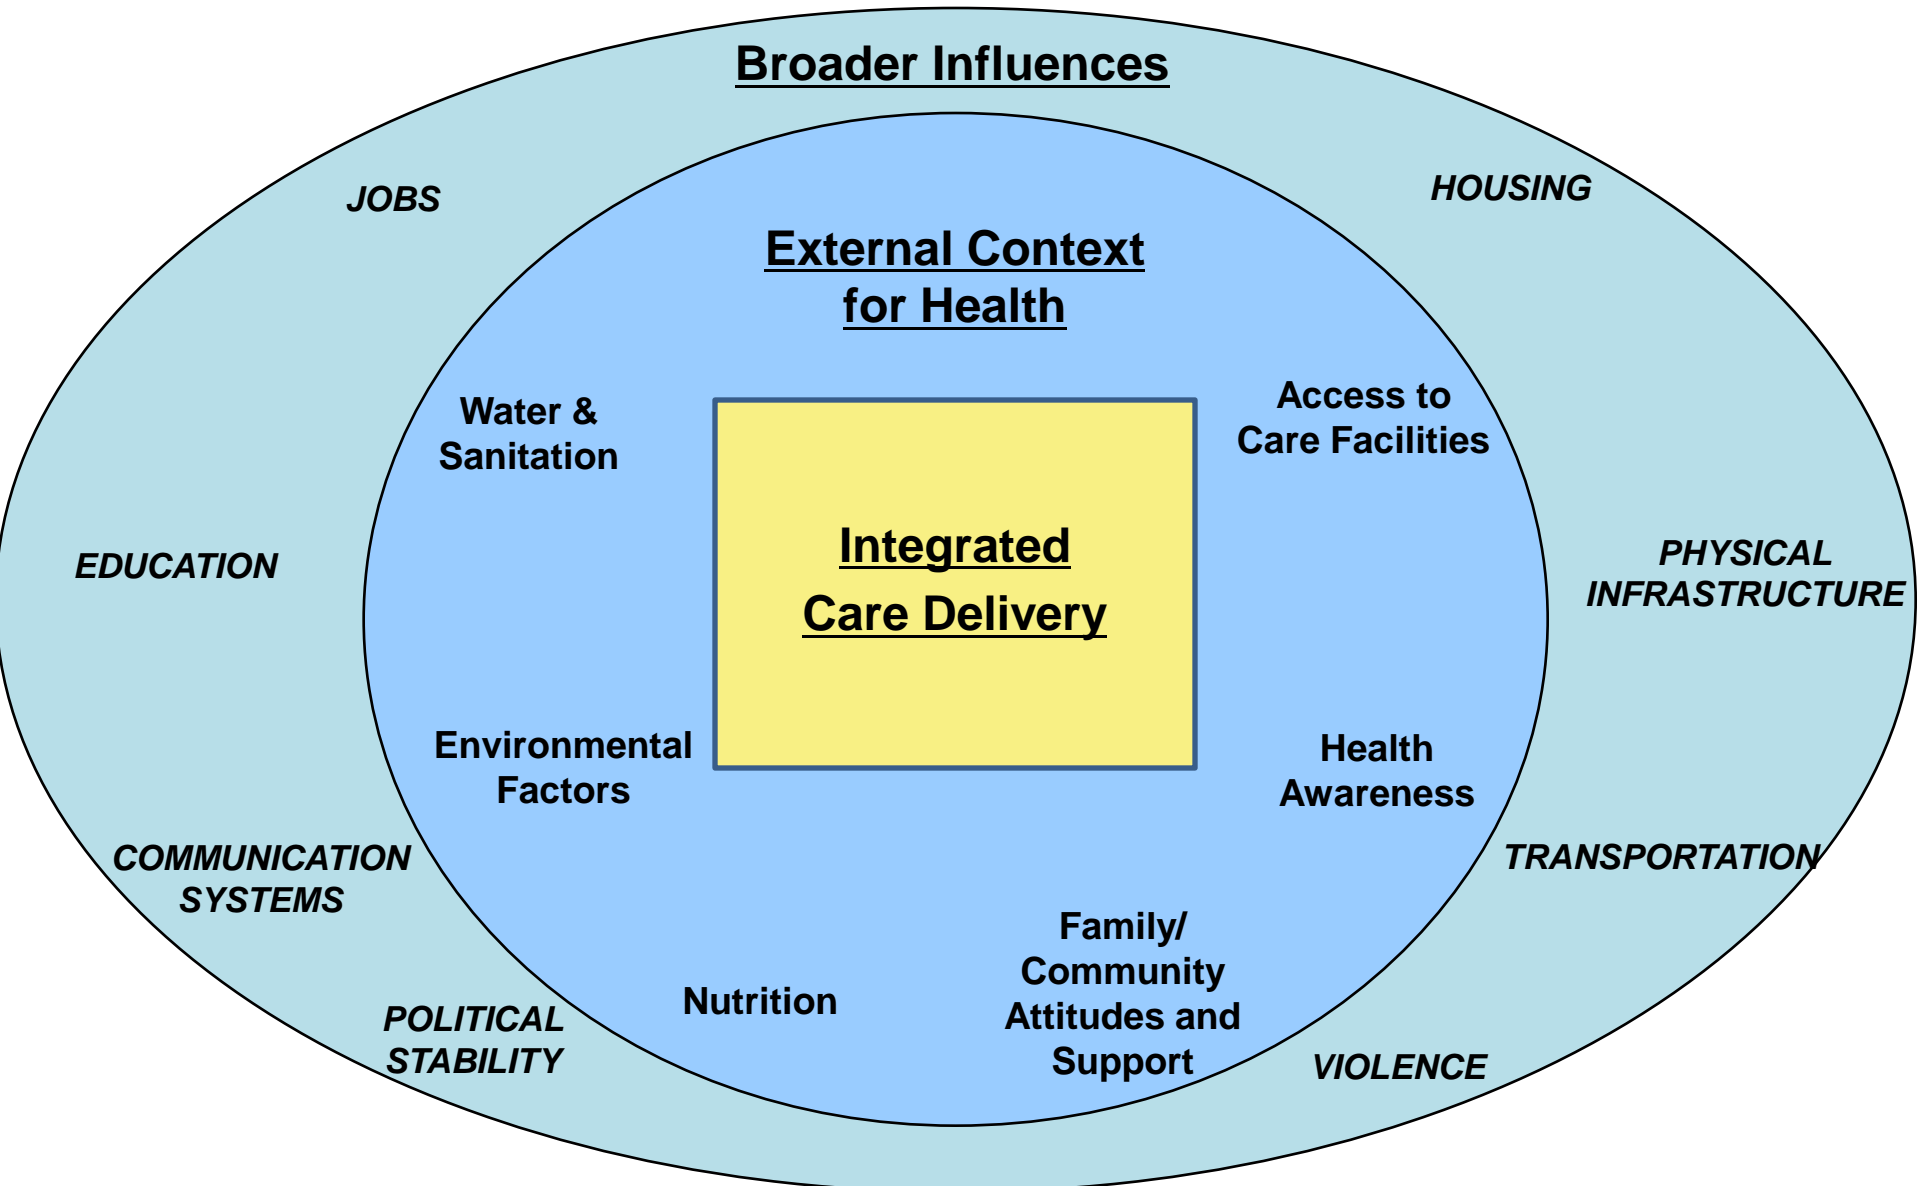 Broader Influences
JOBS
HOUSING
External Context
for Health
Water &
Sanitation
Access to
Care Facilities
Integrated
Care Delivery
EDUCATION
PHYSICAL
INFRASTRUCTURE
Environmental
Factors
Health
Awareness
COMMUNICATION
SYSTEMS
TRANSPORTATION
Nutrition
Family/
Community
Attitudes and
Support
POLITICAL
STABILITY
VIOLENCE